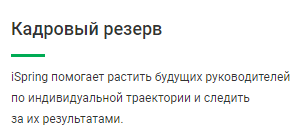 Кадровый резерв
iSpring помогает растить будущих руководителей
по индивидуальной траектории и следить
за их результатами.